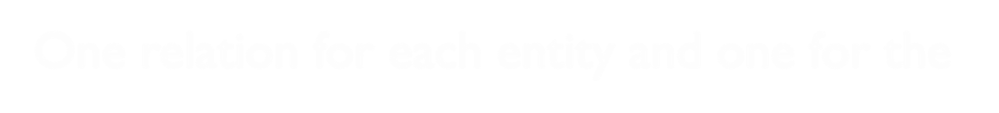 One relation for each entity and one for the